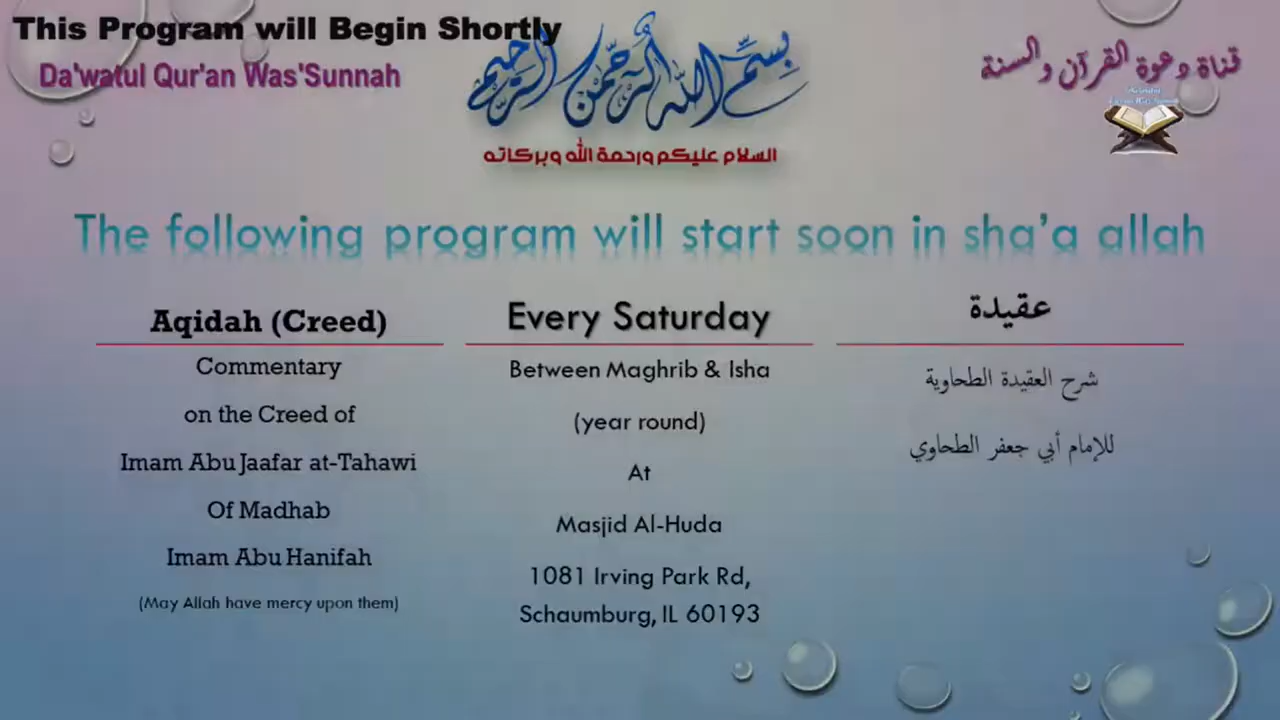 This Program will Begin Shortly
Da'watul Qur'an Was'Sunnah
بسم الله الرحمن الرحيم
السلام عليكم ورحمة الله وبركاته
قناة دعوة القرآن والسنة
The following program will start soon in sha'a allah
Aqidah (Creed)
Commentary
on the Creed of
Imam Abu Jaafar at-Tahawi
Of Madhab
Imam Abu Hanifah
(May Allah have mercy upon them)
Every Saturday
Between Maghrib & Isha
(year round)
At
Masjid Al-Huda
1081 Irving Park Rd,
Schaumburg, IL 60193
عقيدة
شرح العقيدة الطحاوية
للإمام أبي جعفر الطحاوي